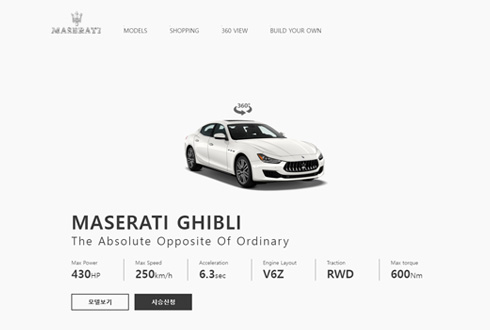 MASERATI
MODELS SHOPPING 360 VIEW BUILD YOUR OWN
360°
MASERATI GHIBLI
The Absolute Opposite Of Ordinary
Max Power Max Speed Acceleration Engine Layout Traction Max torque
430HP 250km/h 6.3sec V6Z RWD 600Nm
모델보기 시승신청